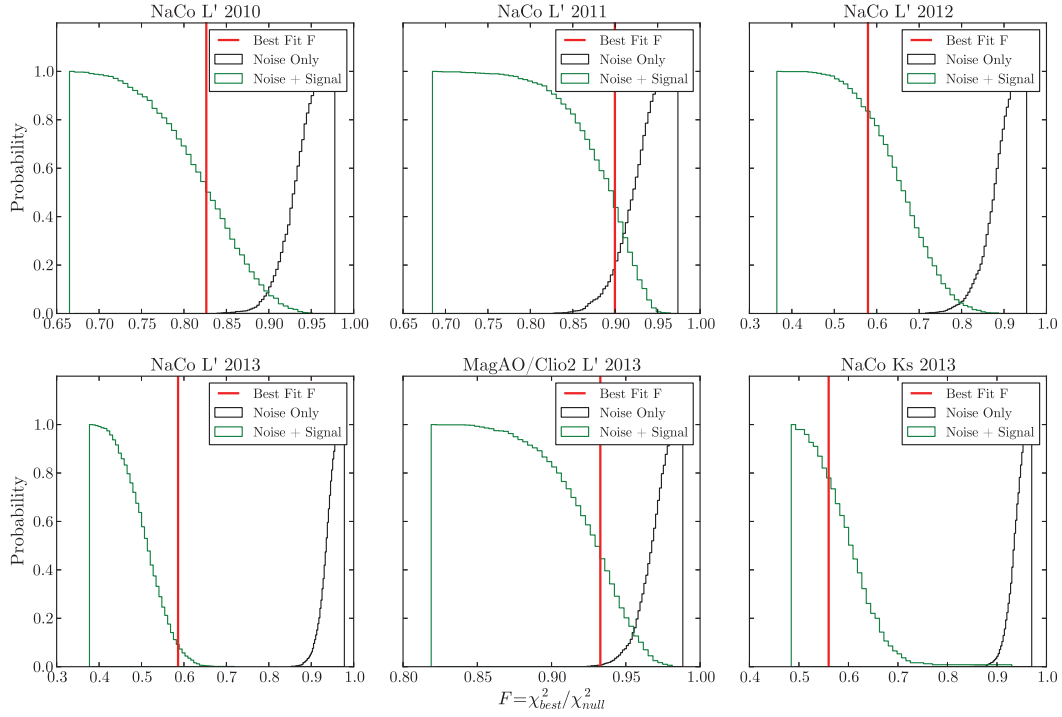 NaCo L' 2010
NaCo L' 2011
NaCo L' 2012
Best Fit F
Noise Only
Noise + Signal
Best Fit F
Noise Only
Noise + Signal
Best Fit F
Noise Only
Noise + Signal
Probability
1.0
0.8
0.6
0.4
0.2
0.0
0.65 0.70 0.75 0.80 0.85 0.90 0.95 1.00
0.65 0.70 0.75 0.80 0.85 0.90 0.95 1.00
0.3 0.4 0.5 0.6 0.7 0.8 0.9 1.0
NaCo L' 2013
MagAO/Clio2 L' 2013
NaCo Ks 2013
Best Fit F
Noise Only
Noise + Signal
Best Fit F
Noise Only
Noise + Signal
Best Fit F
Noise Only
Noise + Signal
Probability
1.0
0.8
0.6
0.4
0.2
0.0
0.3 0.4 0.5 0.6 0.7 0.8 0.9 1.0
0.80 0.85 0.90 0.95 1.00
0.4 0.5 0.6 0.7 0.8 0.9 1.0
F=χ²best/χ²null